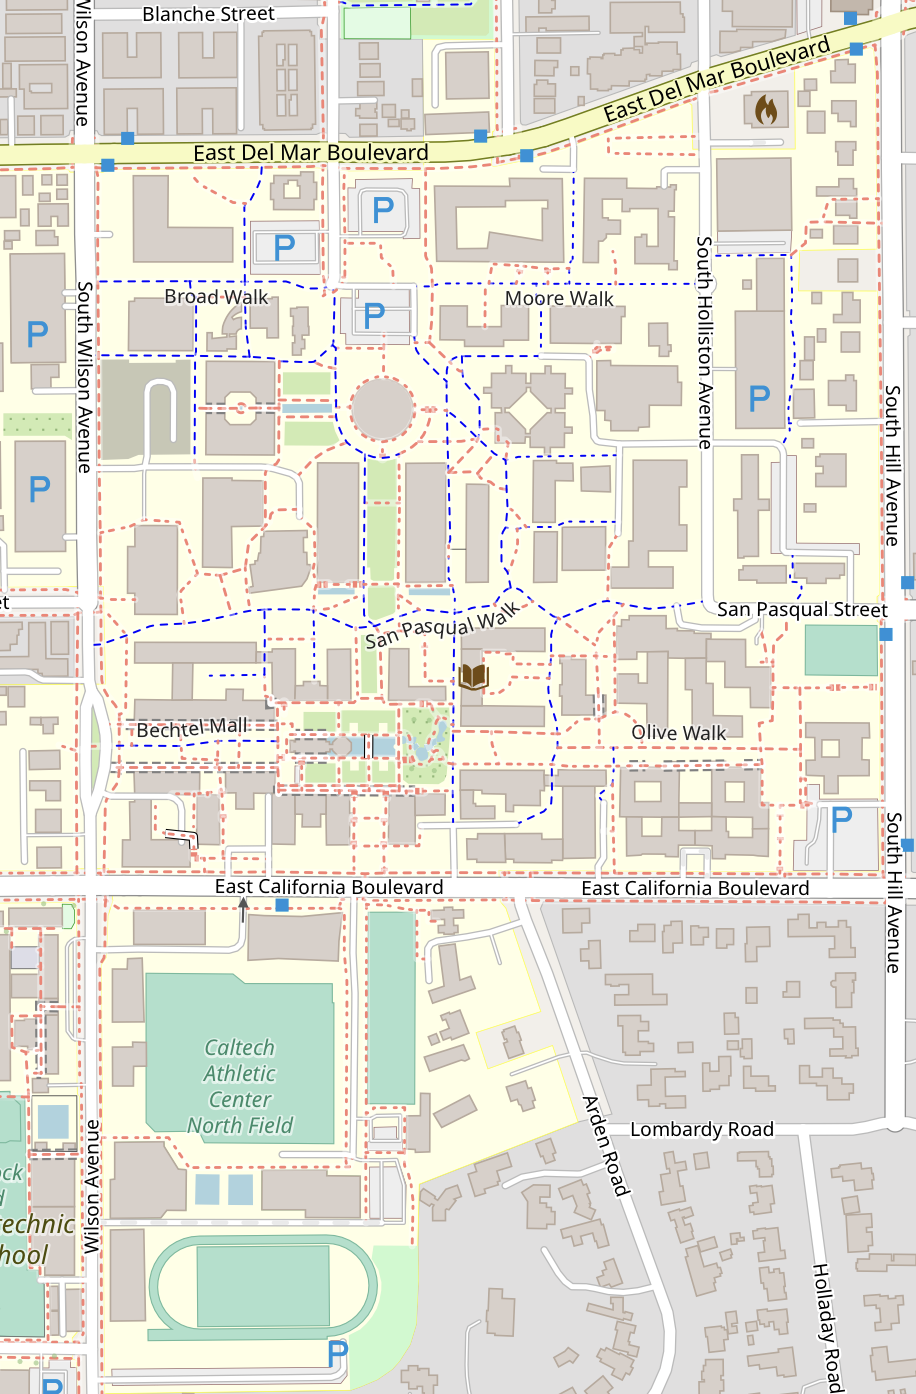 Blanche Street
Wilson Avenue
East Del Mar Boulevard
East Del Mar Boulevard
P
P
Broad Walk
Moore Walk
P
P
South Wilson Avenue
South Holliston Avenue
P
South Hill Avenue
P
San Pasqual Street
San Pasqual Walk
Bechtel Mall
Olive Walk
P
South Hill Avenue
East California Boulevard
East California Boulevard
Caltech
Athletic
Center
North Field
Arden Road
Lombardy Road
Wilson Avenue
Holladay Road
P
P